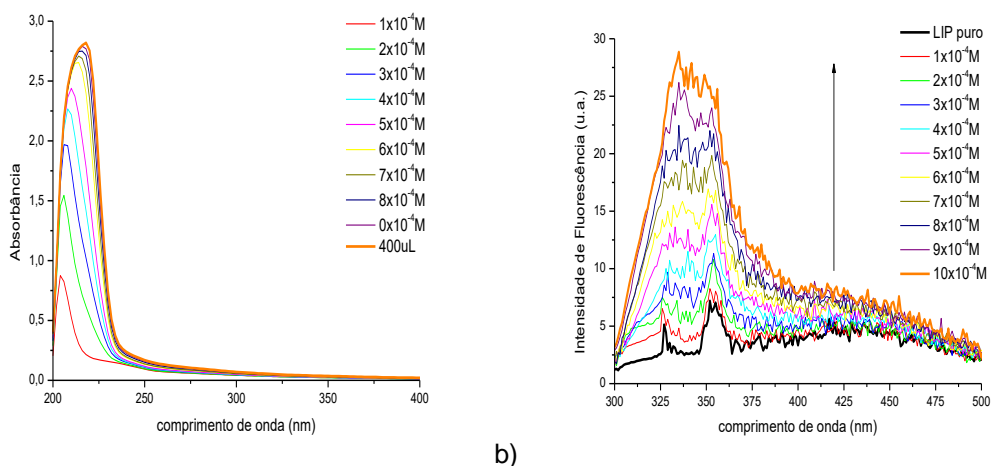 3,0
2,5
2,0
1,5
1,0
0,5
0,0
200
250
300
350
400
Absorbância
comprimento de onda (nm)
1x10⁻⁴M
2x10⁻⁴M
3x10⁻⁴M
4x10⁻⁴M
5x10⁻⁴M
6x10⁻⁴M
7x10⁻⁴M
8x10⁻⁴M
0x10⁻⁴M
400uL
b)
30
25
20
15
10
5
0
300
325
350
375
400
425
450
475
500
Intensidade de Fluorescência (u.a.)
comprimento de onda (nm)
LIP puro
1x10⁻⁴M
2x10⁻⁴M
3x10⁻⁴M
4x10⁻⁴M
5x10⁻⁴M
6x10⁻⁴M
7x10⁻⁴M
8x10⁻⁴M
9x10⁻⁴M
10x10⁻⁴M